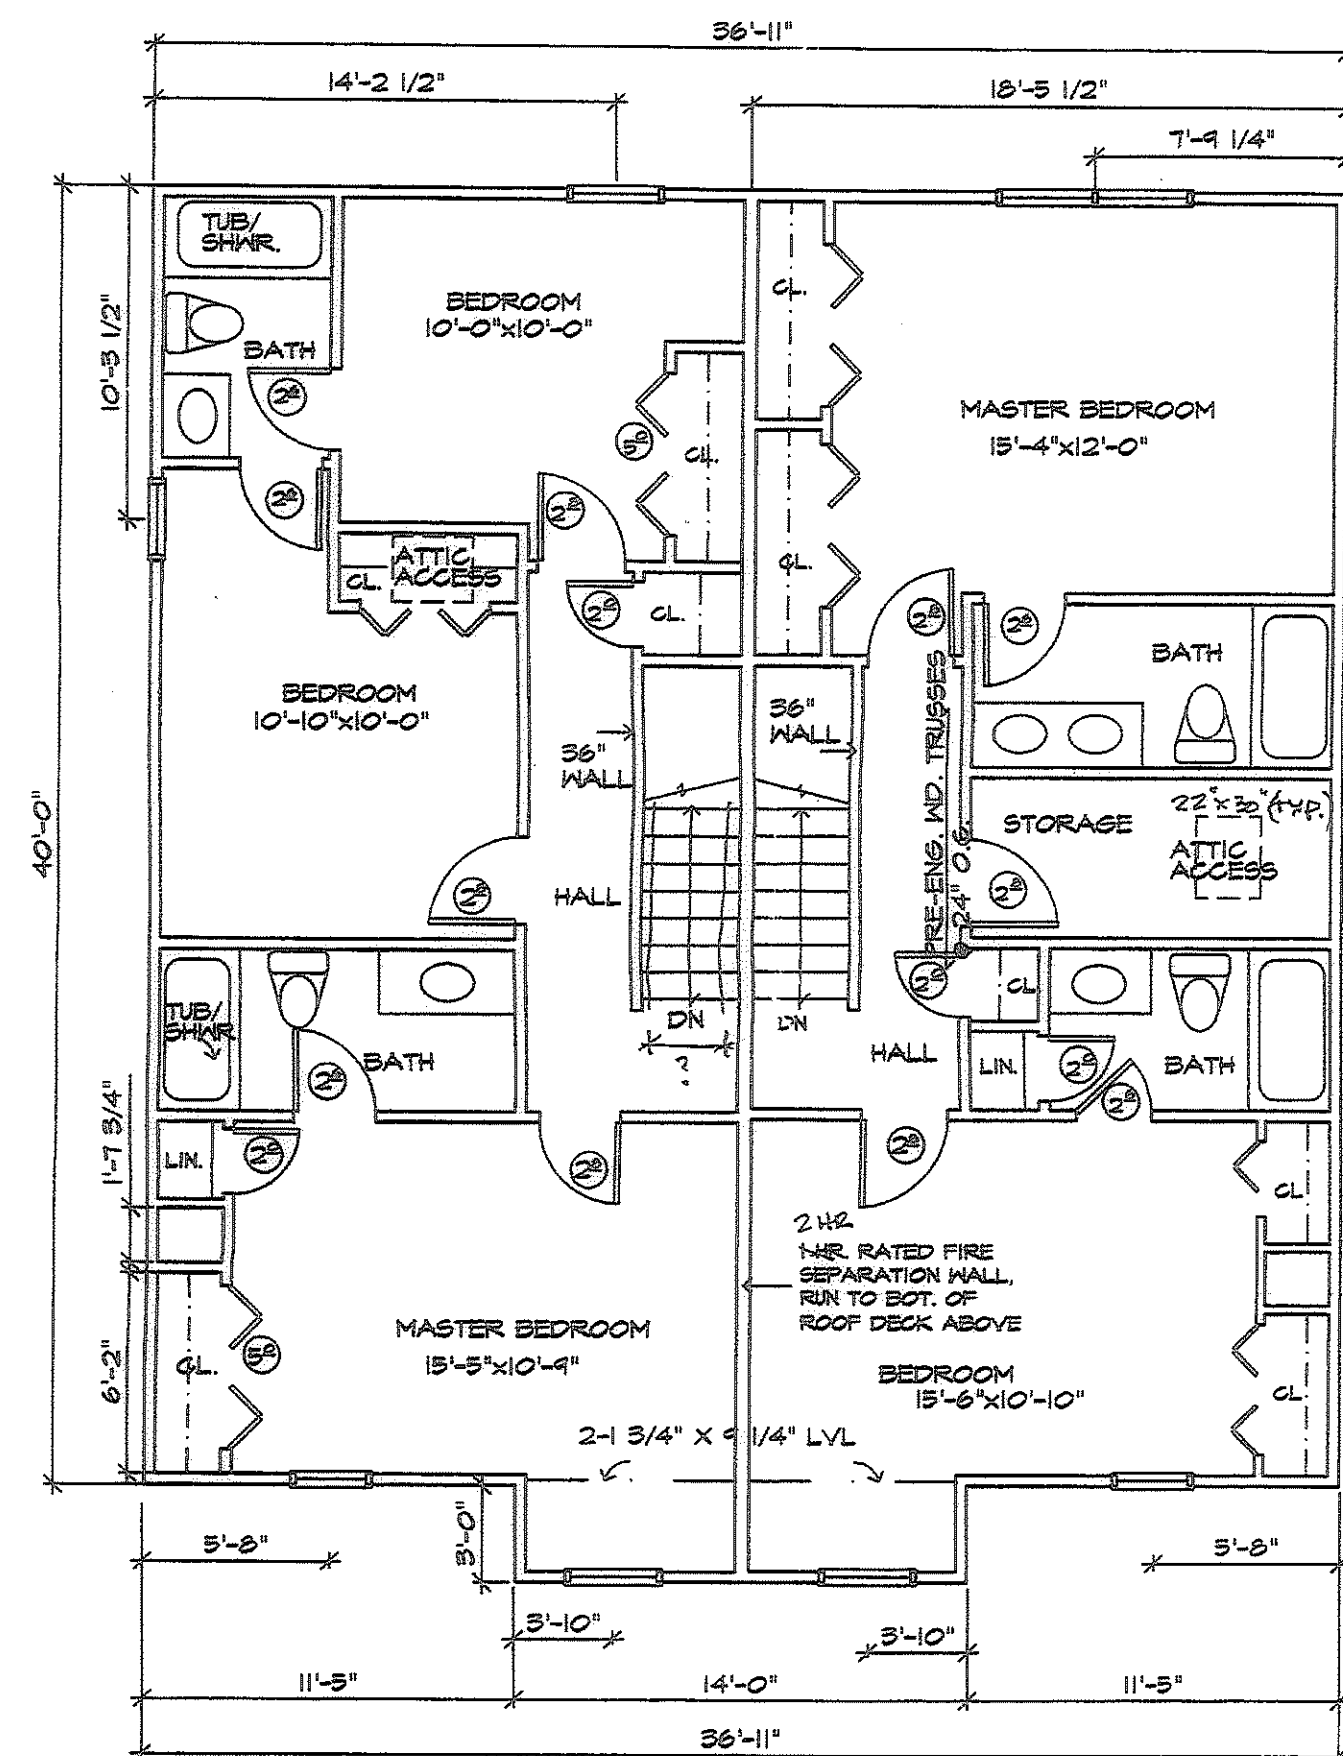 36'-11"
14'-2 1/2"
18'-5 1/2"
7'-9 1/4"
TUB/
SHWR.
10'-3 1/2"
BATH
BEDROOM
10'-0"x10'-0"
CL.
MASTER BEDROOM
15'-4"x12'-0"
5⁰
CL.
CL.
ATTIC
ACCESS
CL.
CL.
BEDROOM
10'-10"x10'-0"
36"
WALL
36"
WALL
PRE-ENG. WD. TRUSSES
24" O.C.
BATH
STORAGE
22"x30" (typ.)
ATTIC
ACCESS
40'-0"
HALL
TUB/
SHWR
BATH
DN
?
DN
HALL
CL
LIN.
BATH
1'-7 3/4"
LIN.
CL
2 HR
1-HR. RATED FIRE
SEPARATION WALL,
RUN TO BOT. OF
ROOF DECK ABOVE
MASTER BEDROOM
15'-5"x10'-9"
5⁰
CL.
6'-2"
BEDROOM
15'-6"x10'-10"
CL
2-1 3/4" X 9 1/4" LVL
3'-0"
5'-8"
5'-8"
3'-10"
3'-10"
11'-5"
14'-0"
11'-5"
36'-11"